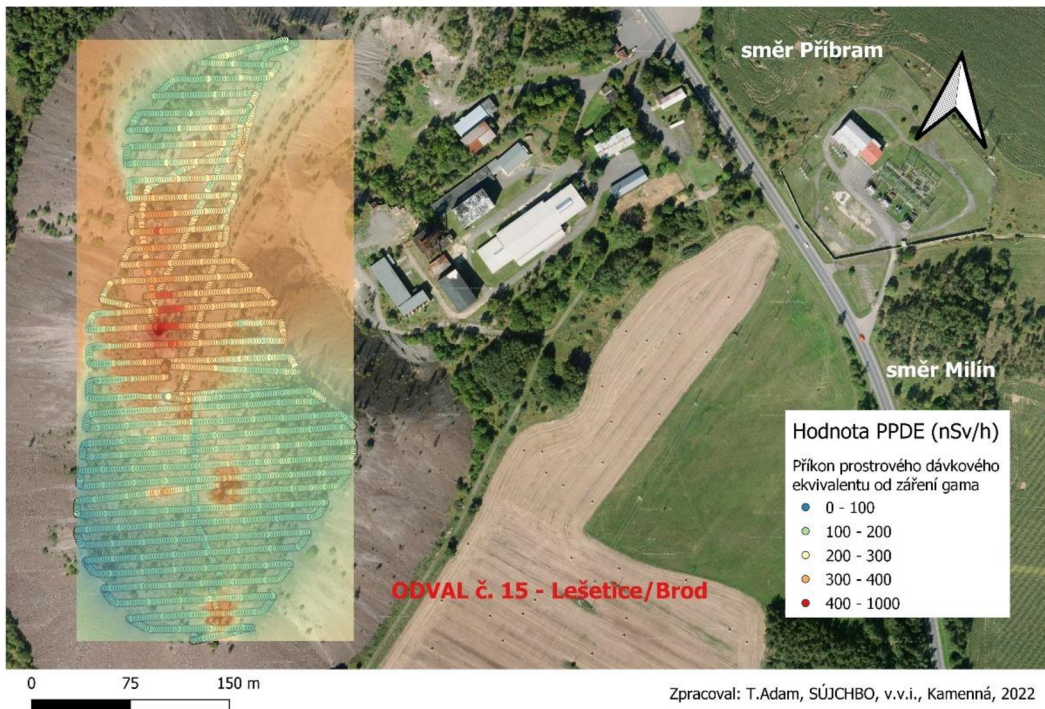 směr Příbram
směr Milín
Hodnota PPDE (nSv/h)
Příkon prostrového dávkového
ekvivalentu od záření gama
0 - 100
100 - 200
200 - 300
300 - 400
400 - 1000
ODVAL č. 15 - Lešetice/Brod
0 75 150 m
Zpracoval: T.Adam, SÚJCHBO, v.v.i., Kamenná, 2022